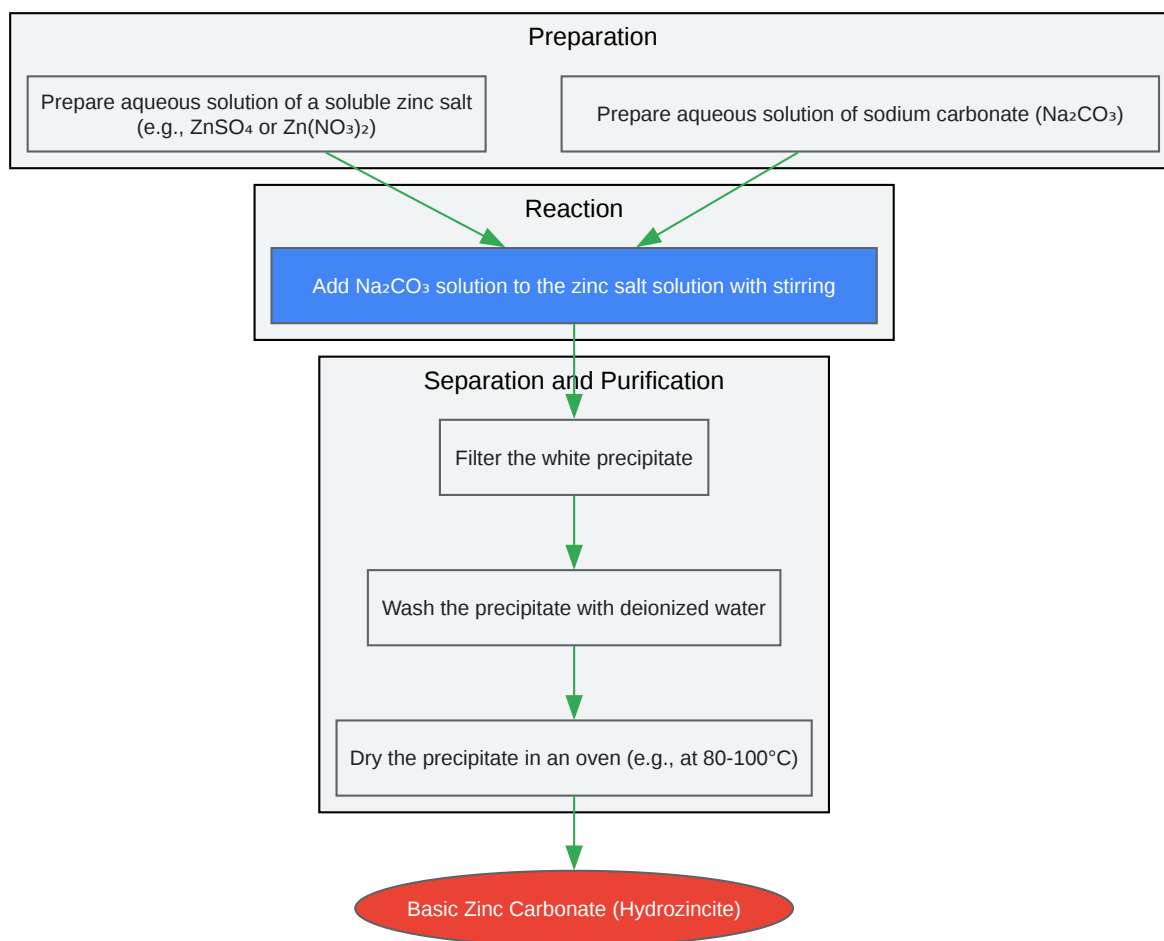 Preparation
Prepare aqueous solution of a soluble zinc salt
(e.g., ZnSO₄ or Zn(NO₃)₂)
Prepare aqueous solution of sodium carbonate (Na₂CO₃)
Reaction
Add Na₂CO₃ solution to the zinc salt solution with stirring
Separation and Purification
Filter the white precipitate
Wash the precipitate with deionized water
Dry the precipitate in an oven (e.g., at 80-100°C)
Basic Zinc Carbonate (Hydrozincite)